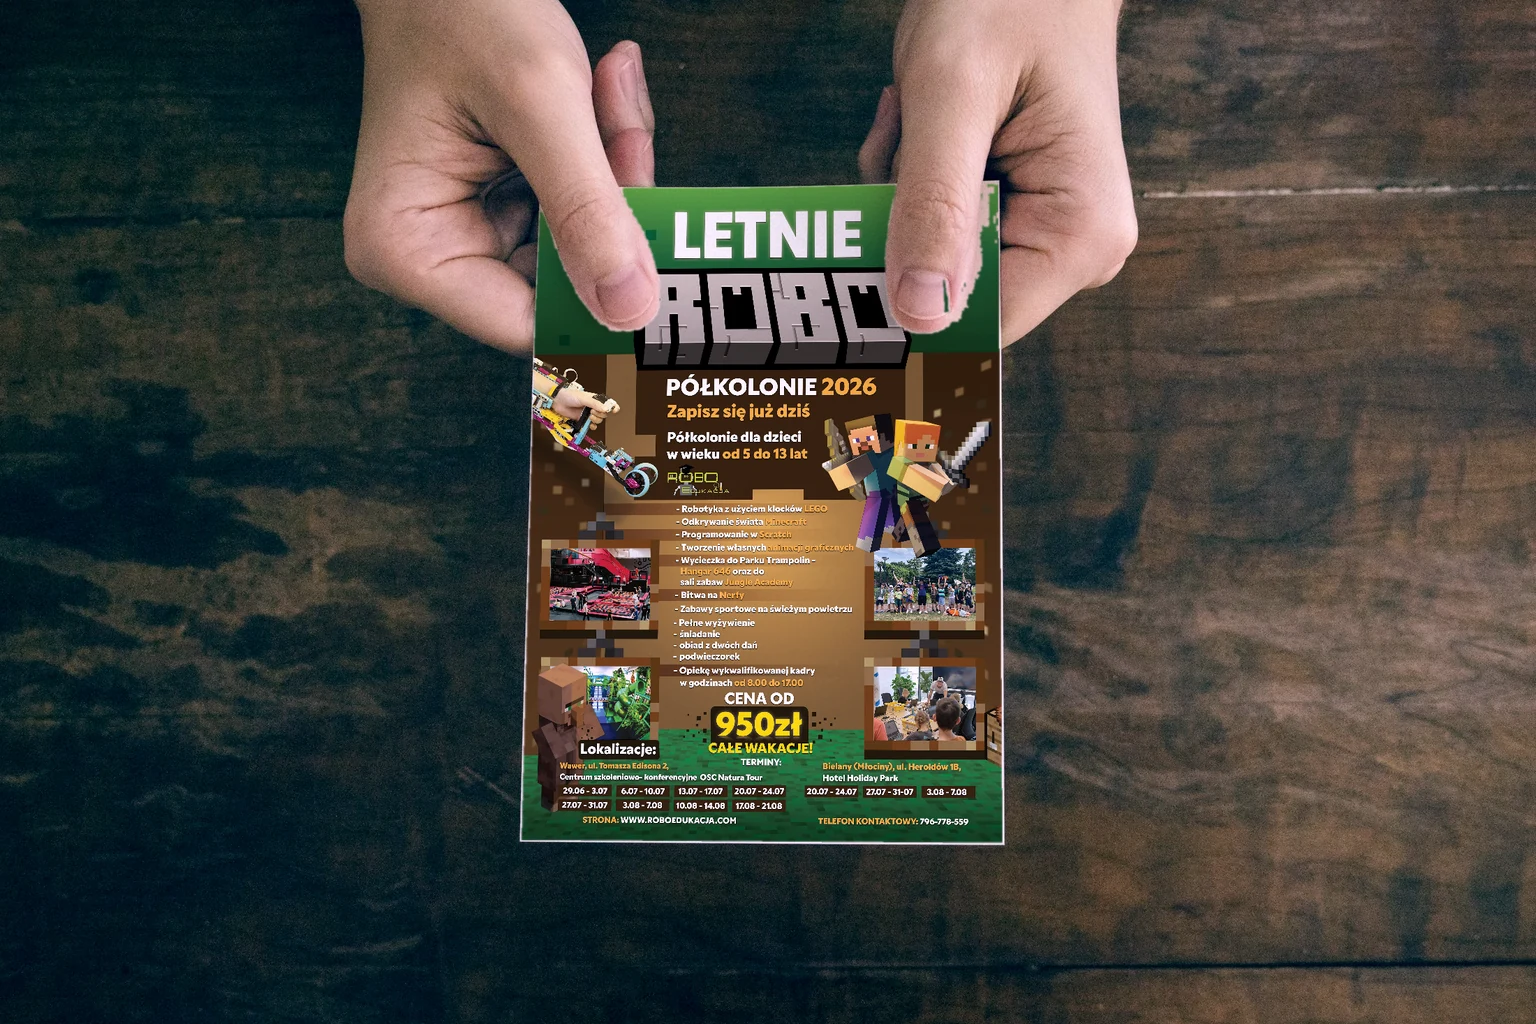 LETNIE
ROBO
PÓŁKOLONIE 2026
Zapisz się już dziś
Półkolonie dla dzieci
w wieku od 5 do 13 lat
ROBO
EDUKACJA
- Robotyka z użyciem klocków LEGO
- Odkrywanie świata Minecraft
- Programowanie w Scratch
- Tworzenie własnych animacji graficznych
- Wycieczka do Parku Trampolin -
Hangar 646 oraz do
sali zabaw Jungle Academy
- Bitwa na Nerfy
- Zabawy sportowe na świeżym powietrzu
- Pełne wyżywienie
- śniadanie
- obiad z dwóch dań
- podwieczorek
- Opiekę wykwalifikowanej kadry
w godzinach od 8.00 do 17.00
CENA OD
950zł
CAŁE WAKACJE!
Lokalizacje:
TERMINY:
Wawer, ul. Tomasza Edisona 2,
Centrum szkoleniowo- konferencyjne OSC Natura Tour
29.06 - 3.07 6.07 - 10.07 13.07 - 17.07 20.07 - 24.07
27.07 - 31.07 3.08 - 7.08 10.08 - 14.08 17.08 - 21.08
Bielany (Młociny), ul. Heroldów 1B,
Hotel Holiday Park
20.07 - 24.07 27.07 - 31-07 3.08 - 7.08
STRONA: WWW.ROBOEDUKACJA.COM
TELEFON KONTAKTOWY: 796-778-559